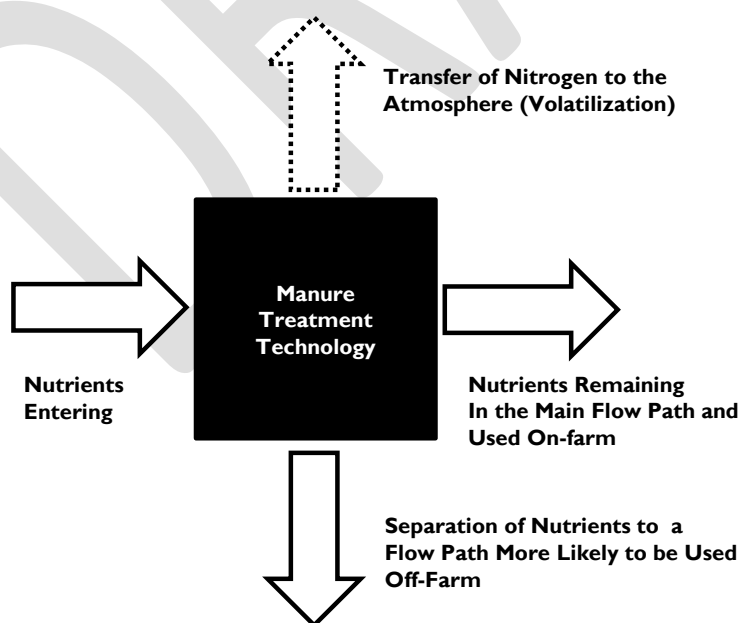 Transfer of Nitrogen to the
Atmosphere (Volatilization)
Manure
Treatment
Technology
Nutrients
Entering
Nutrients Remaining
In the Main Flow Path and
Used On-farm
Separation of Nutrients to a
Flow Path More Likely to be Used
Off-Farm